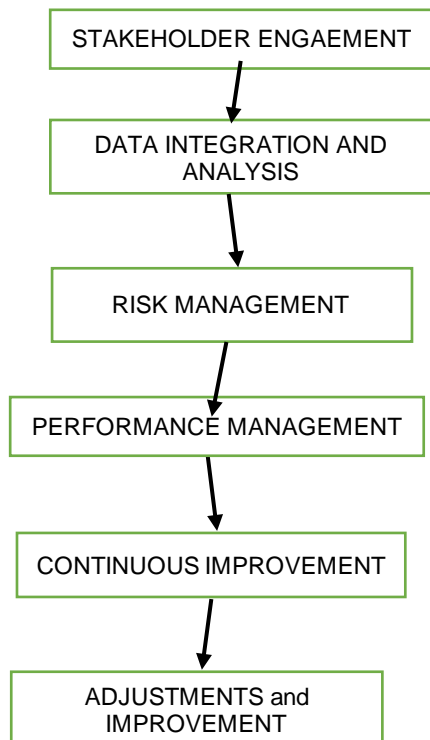 STAKEHOLDER ENGAEMENT
DATA INTEGRATION AND
ANALYSIS
RISK MANAGEMENT
PERFORMANCE MANAGEMENT
CONTINUOUS IMPROVEMENT
ADJUSTMENTS and
IMPROVEMENT